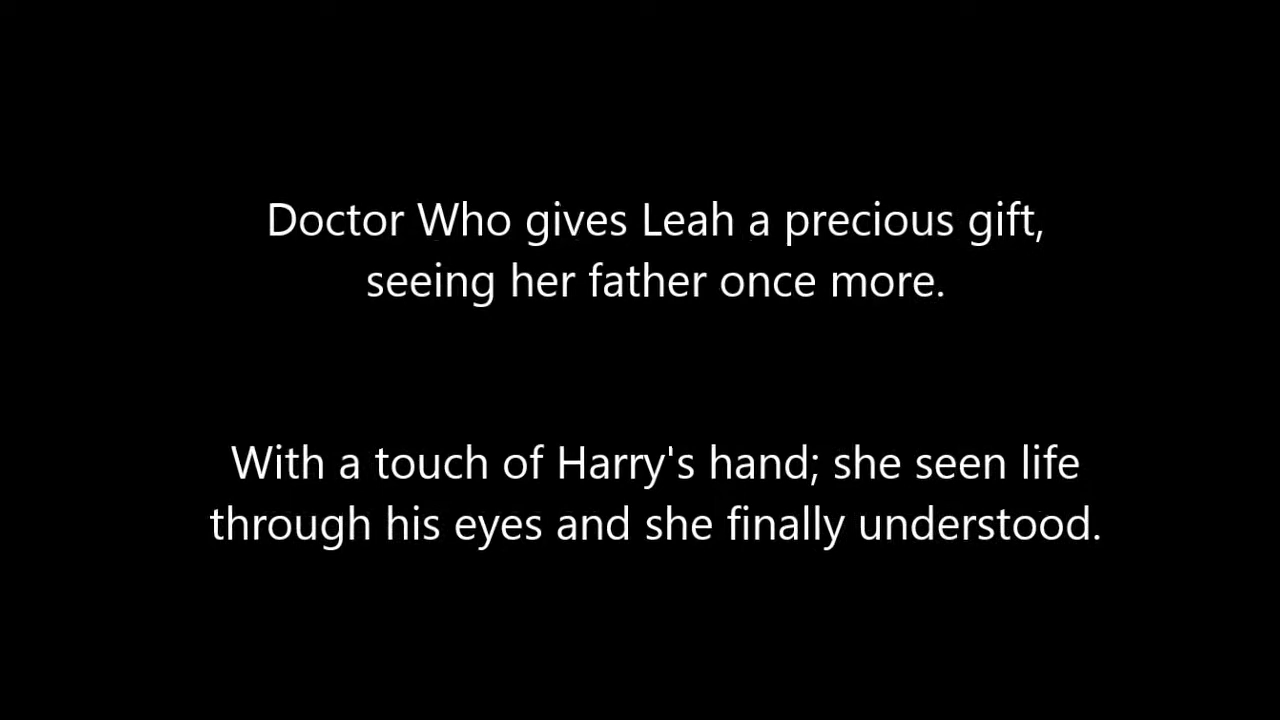 Doctor Who gives Leah a precious gift,
seeing her father once more.
With a touch of Harry's hand; she seen life
through his eyes and she finally understood.